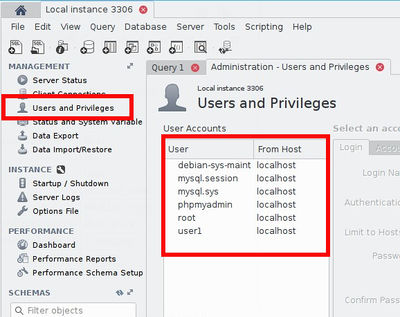 Local instance 3306
File Edit View Query Database Server Tools Scripting Help
MANAGEMENT
Server Status
Client Connections
Users and Privileges
Status and System Variable
Data Export
Data Import/Restore
INSTANCE
Startup / Shutdown
Server Logs
Options File
PERFORMANCE
Dashboard
Performance Reports
Performance Schema Setup
SCHEMAS
Filter objects
Query 1 Administration - Users and Privileges
Local instance 3306
Users and Privileges
User Accounts
User From Host
debian-sys-maint localhost
mysql.session localhost
mysql.sys localhost
phpmyadmin localhost
root localhost
user1 localhost
Select an acco
Login Accou
Login Na
Authentication
Limit to Hosts
Passw
Confirm Passw